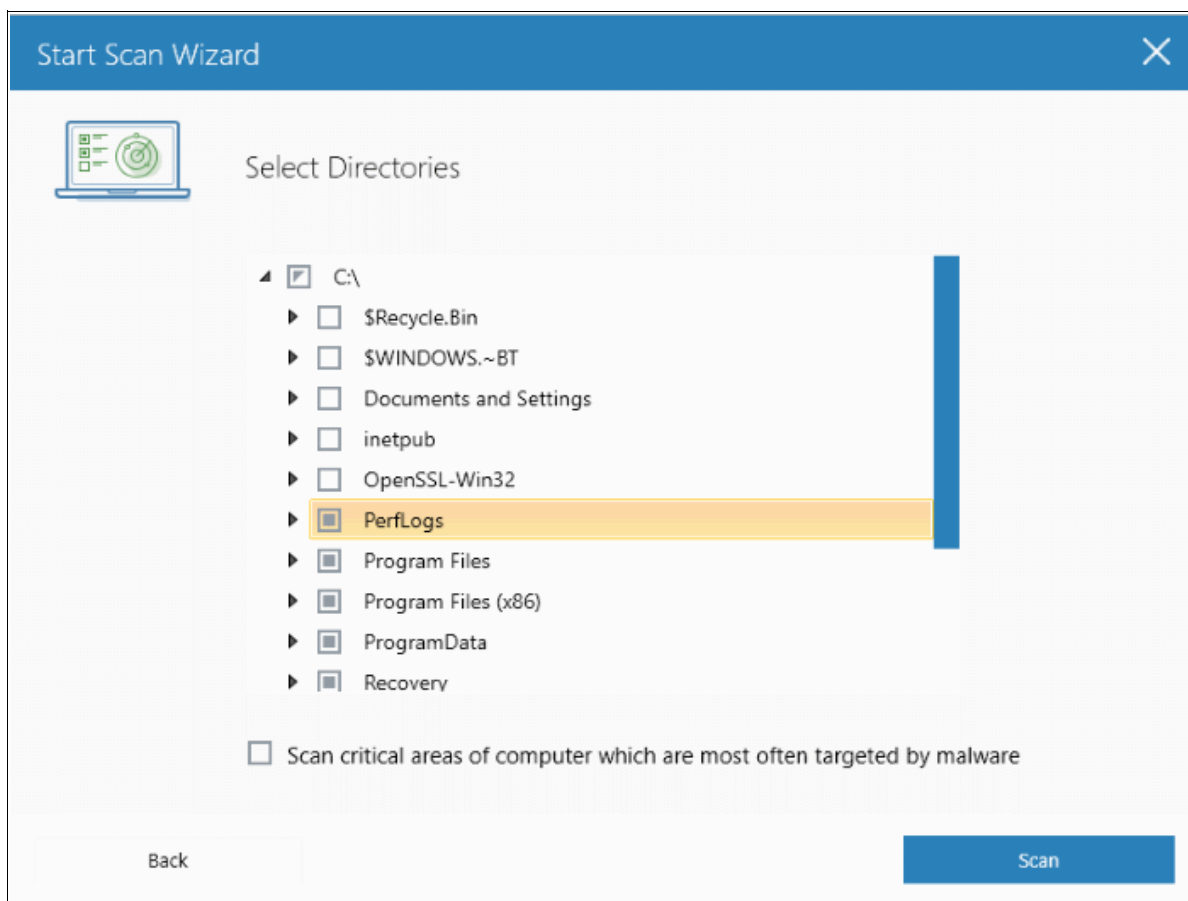 Start Scan Wizard
Select Directories
C:\
$Recycle.Bin
$WINDOWS.~BT
Documents and Settings
inetpub
OpenSSL-Win32
PerfLogs
Program Files
Program Files (x86)
ProgramData
Recovery
Scan critical areas of computer which are most often targeted by malware
Back
Scan